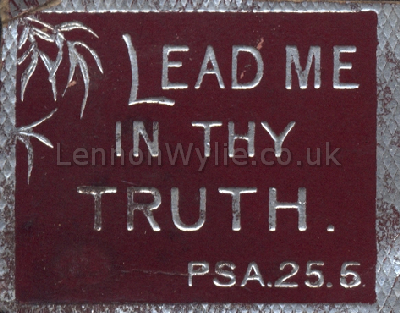 LEAD ME
IN THY
LennonWylie.co.uk
TRUTH.
PSA.25.5.